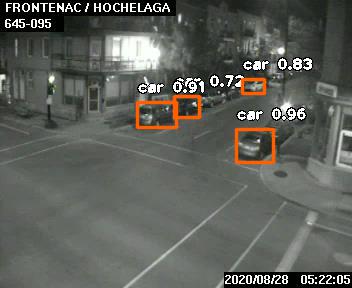 FRONTENAC / HOCHELAGA
645-095
car 0.83
car 0.72
car 0.91
car 0.96
2020/08/28 05:22:05